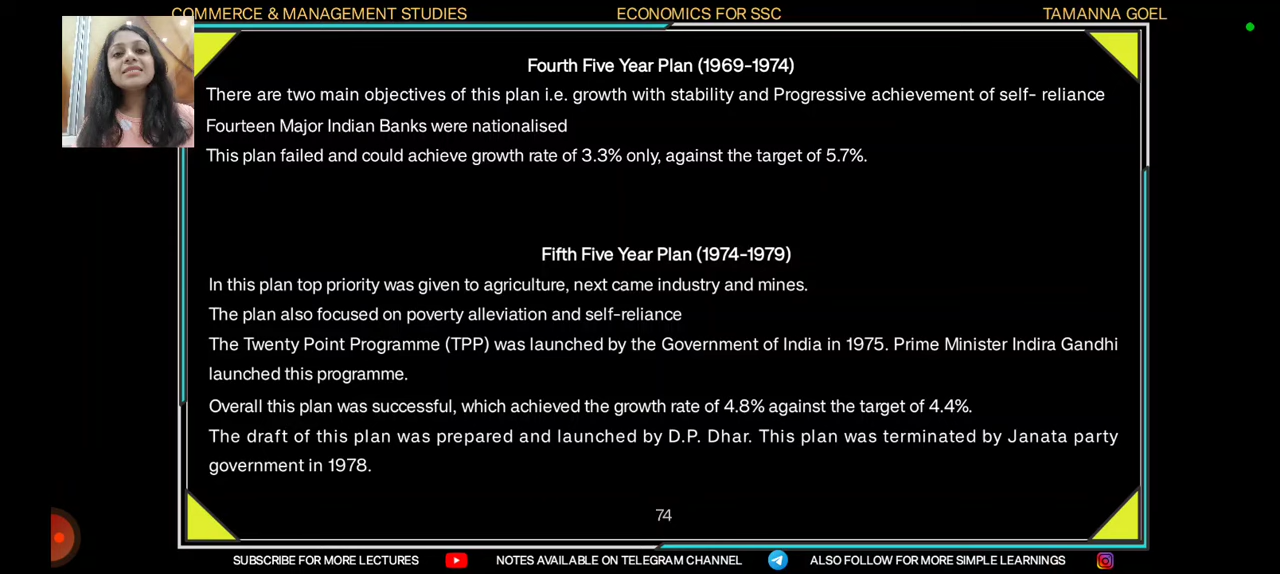 COMMERCE & MANAGEMENT STUDIES ECONOMICS FOR SSC TAMANNA GOEL
Fourth Five Year Plan (1969-1974)
There are two main objectives of this plan i.e. growth with stability and Progressive achievement of self- reliance
Fourteen Major Indian Banks were nationalised
This plan failed and could achieve growth rate of 3.3% only, against the target of 5.7%.
Fifth Five Year Plan (1974-1979)
In this plan top priority was given to agriculture, next came industry and mines.
The plan also focused on poverty alleviation and self-reliance
The Twenty Point Programme (TPP) was launched by the Government of India in 1975. Prime Minister Indira Gandhi
launched this programme.
Overall this plan was successful, which achieved the growth rate of 4.8% against the target of 4.4%.
The draft of this plan was prepared and launched by D.P. Dhar. This plan was terminated by Janata party
government in 1978.
74
SUBSCRIBE FOR MORE LECTURES NOTES AVAILABLE ON TELEGRAM CHANNEL ALSO FOLLOW FOR MORE SIMPLE LEARNINGS